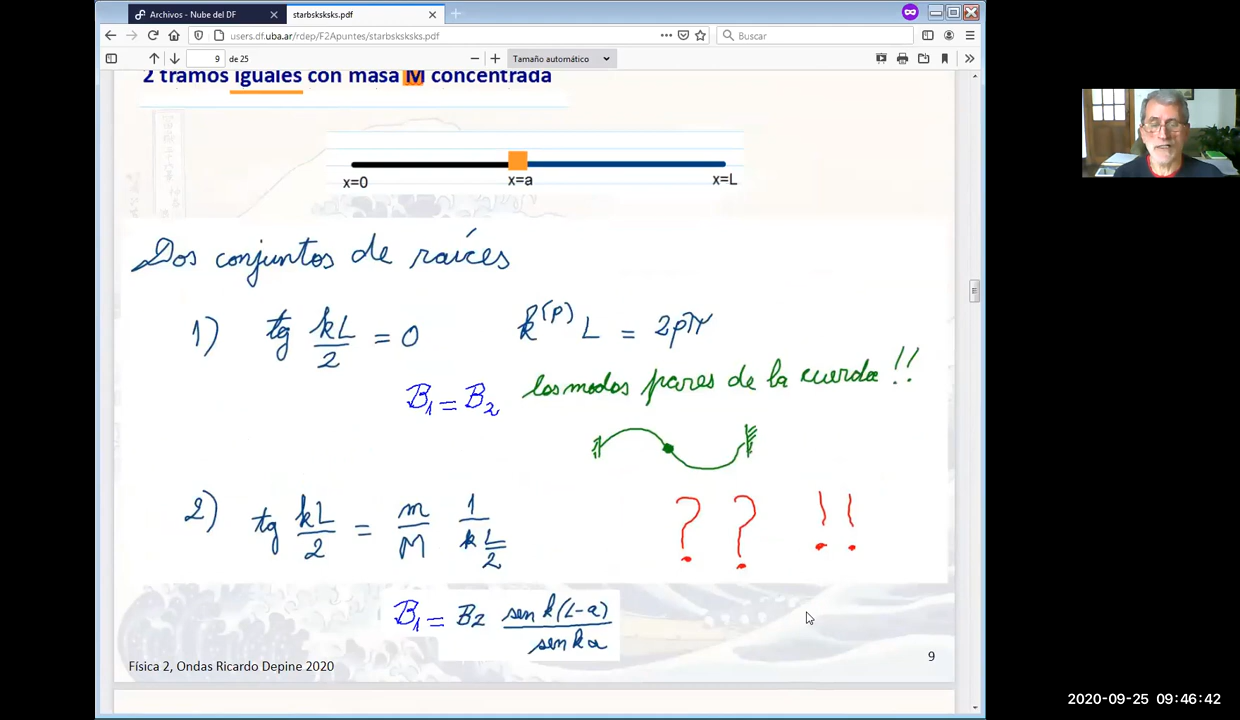 Archivos - Nube del DF
starbsksksks.pdf
users.df.uba.ar/rdep/F2Apuntes/starbsksksks.pdf
Buscar
9
de 25
Tamaño automático
2 tramos iguales con masa M concentrada
x=0
x=a
x=L
Dos conjuntos de raíces
1) tg kL/2 = 0 k^(p) L = 2pπ
B₁ = B₂ los modos pares de la cuerda !!
2) tg kL/2 = m/M 1/(k L/2) ? ? !!
B₁ = B₂ sen k(L-a)/sen ka
Física 2, Ondas Ricardo Depine 2020
9
2020-09-25 09:46:42